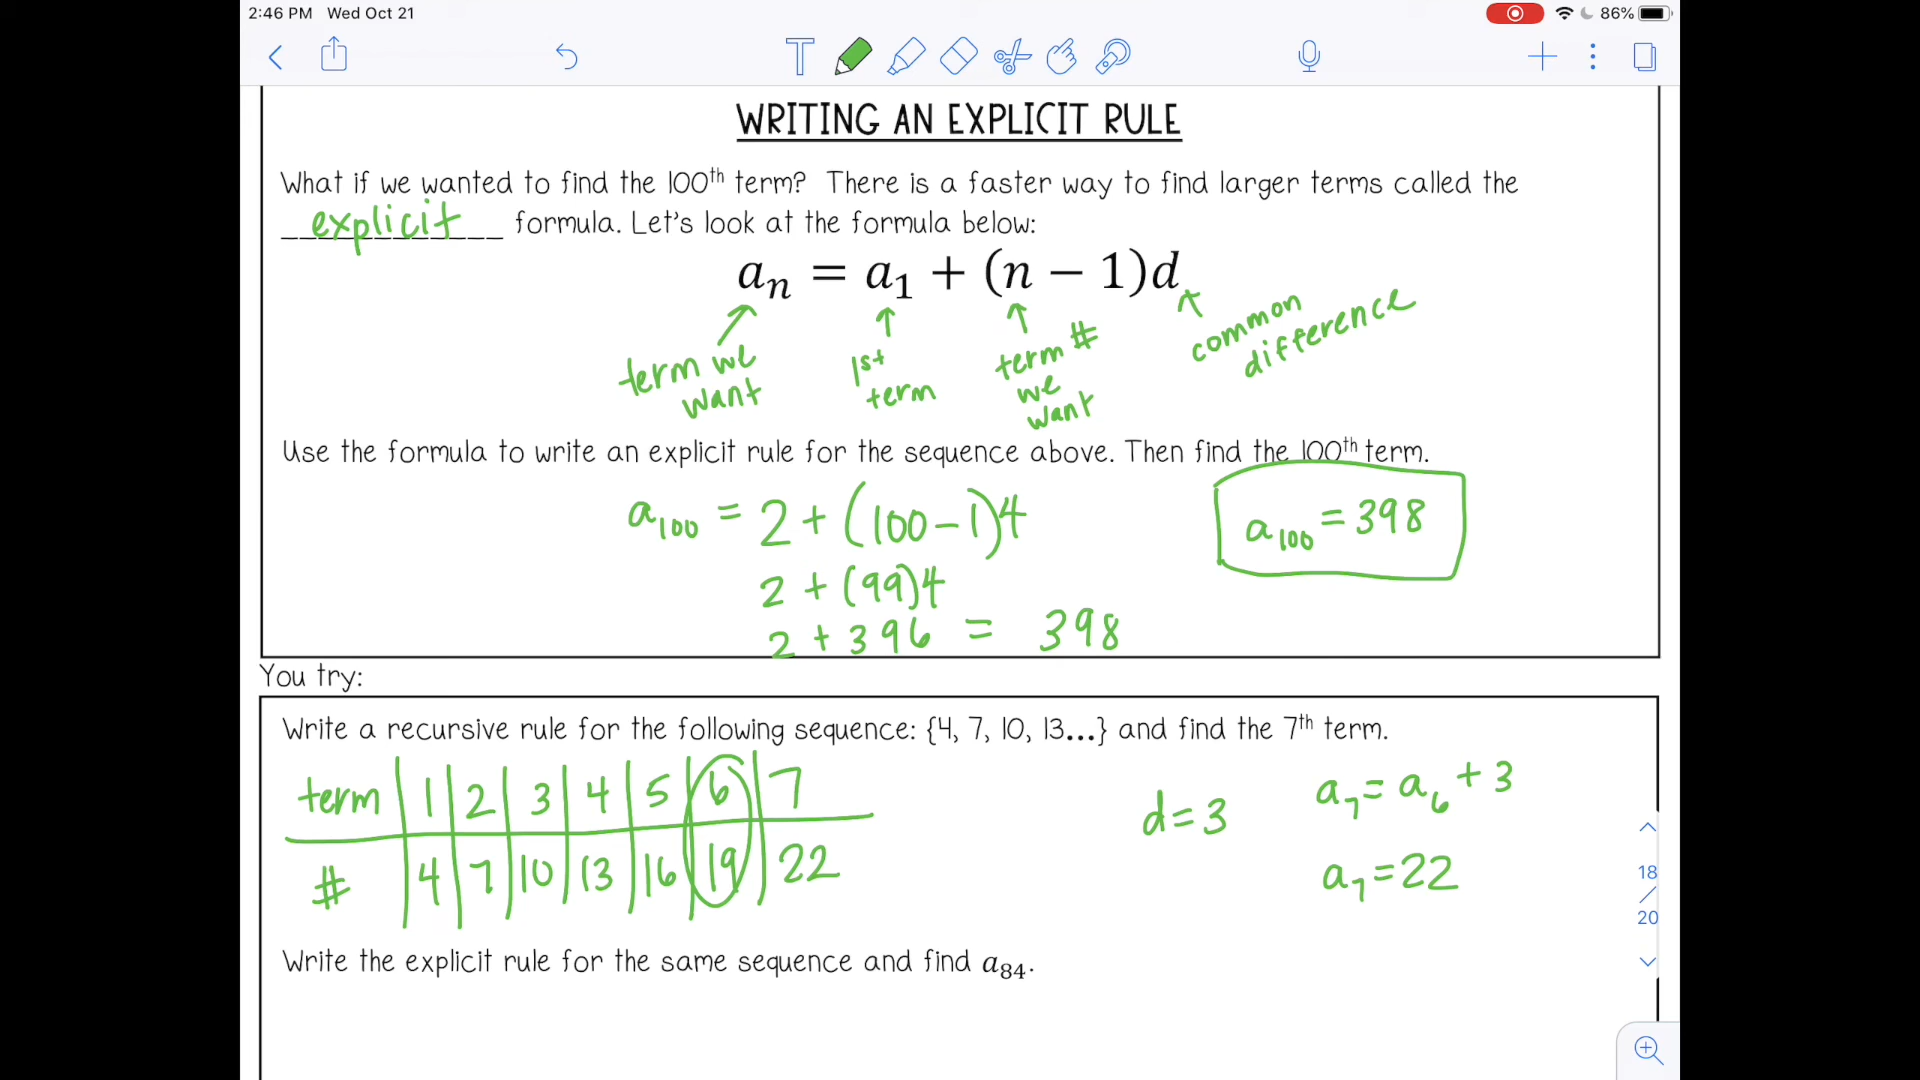 2:46 PM Wed Oct 21
86%
T
WRITING AN EXPLICIT RULE
What if we wanted to find the 100th term? There is a faster way to find larger terms called the
explicit formula. Let's look at the formula below:
aₙ = a₁ + (n − 1)d
term we want
1st term
term # we want
common difference
Use the formula to write an explicit rule for the sequence above. Then find the 100th term.
a₁₀₀ = 2 + (100 − 1)4
a₁₀₀ = 398
2 + (99)4
2 + 396 = 398
You try:
Write a recursive rule for the following sequence: {4, 7, 10, 13...} and find the 7th term.
term 1 2 3 4 5 6 7
# 4 7 10 13 16 19 22
d = 3
a₇ = a₆ + 3
a₇ = 22
18
/
20
Write the explicit rule for the same sequence and find a₈₄.